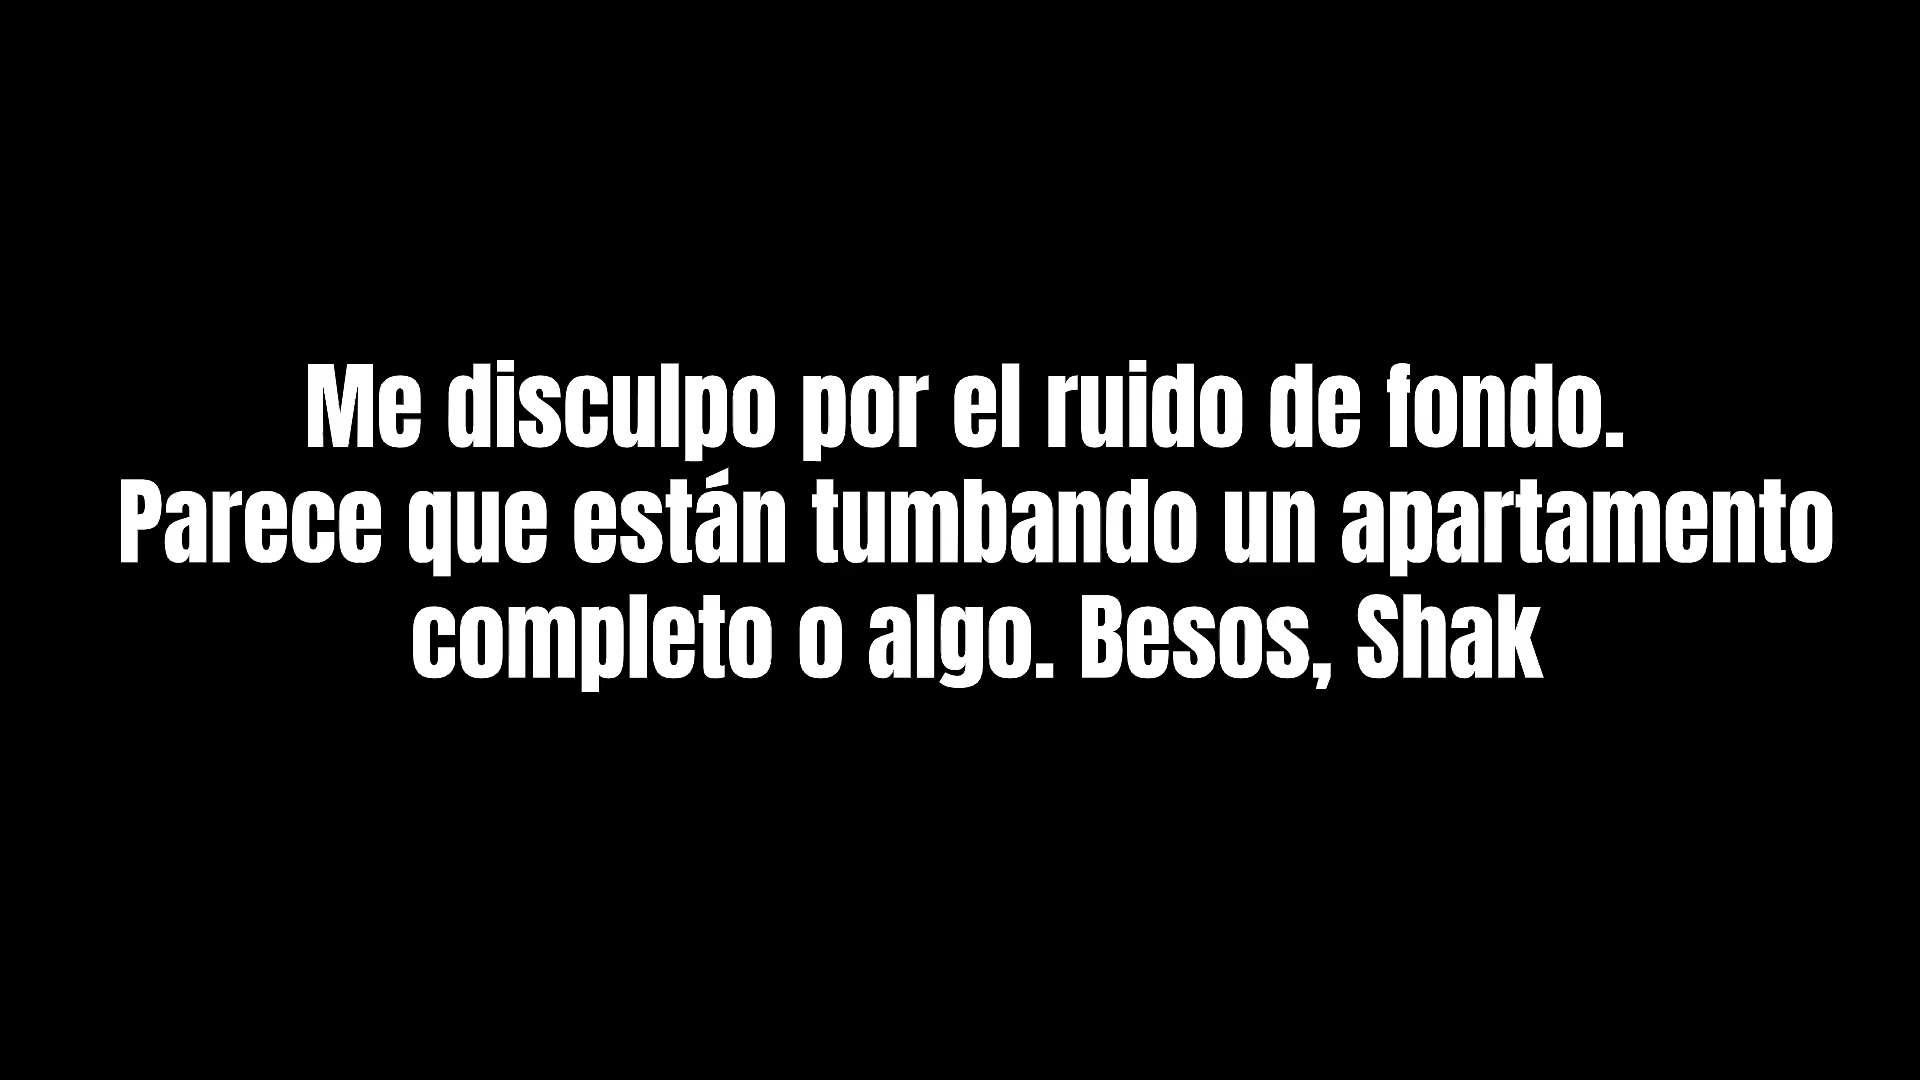 Me disculpo por el ruido de fondo.
Parece que están tumbando un apartamento
completo o algo. Besos, Shak